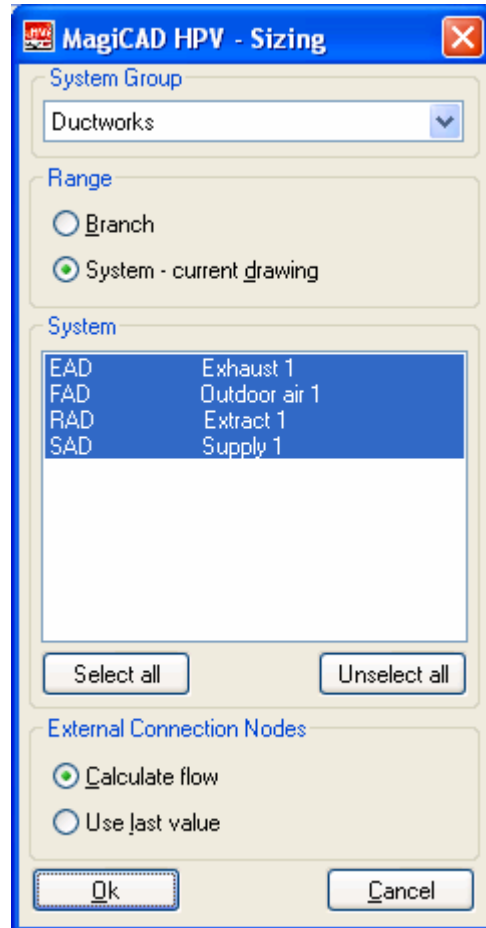 MagiCAD HPV - Sizing
System Group
Ductworks
Range
Branch
System - current drawing
System
EAD Exhaust 1
FAD Outdoor air 1
RAD Extract 1
SAD Supply 1
Select all Unselect all
External Connection Nodes
Calculate flow
Use last value
Ok Cancel